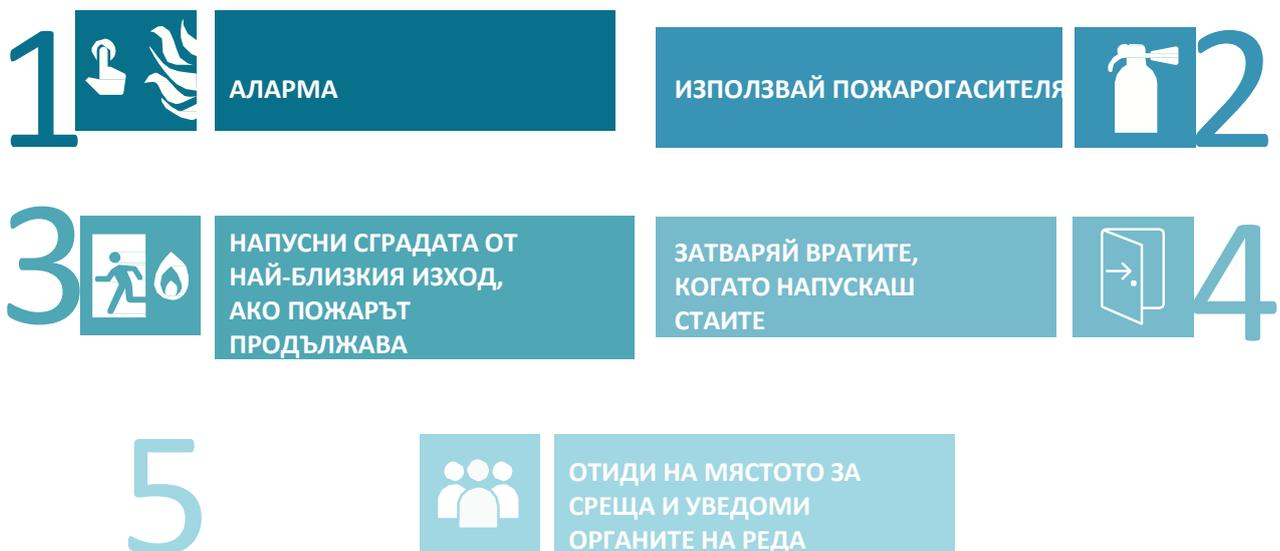 1
АЛАРМА
ИЗПОЛЗВАЙ ПОЖАРОГАСИТЕЛЯ
2
3
НАПУСНИ СГРАДАТА ОТ
НАЙ-БЛИЗКИЯ ИЗХОД,
АКО ПОЖАРЪТ
ПРОДЪЛЖАВА
ЗАТВАРЯЙ ВРАТИТЕ,
КОГАТО НАПУСКАШ
СТАИТЕ
4
5
ОТИДИ НА МЯСТОТО ЗА
СРЕЩА И УВЕДОМИ
ОРГАНИТЕ НА РЕДА